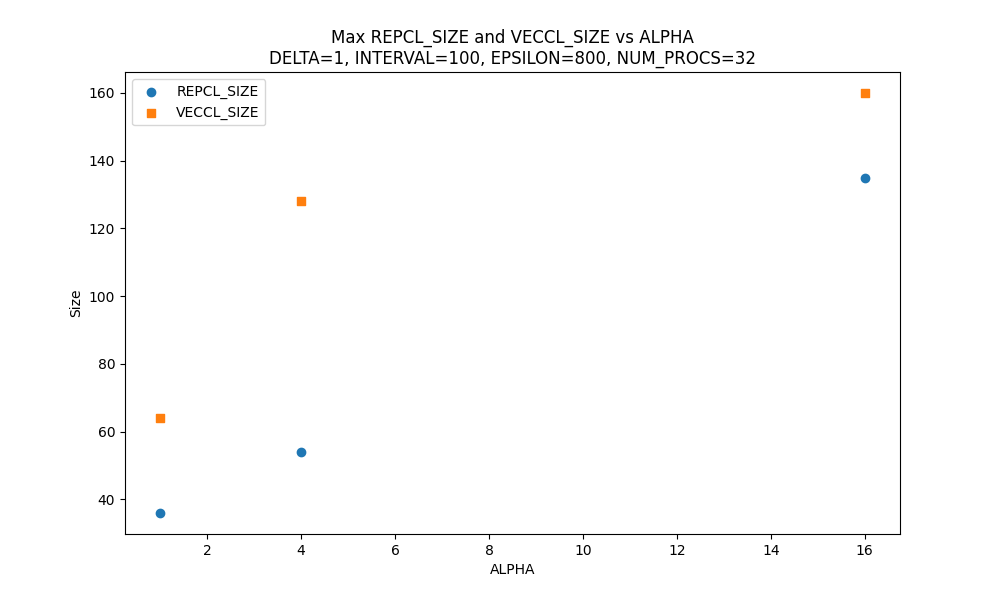 Max REPCL_SIZE and VECCL_SIZE vs ALPHA
DELTA=1, INTERVAL=100, EPSILON=800, NUM_PROCS=32
REPCL_SIZE
VECCL_SIZE
160
140
120
100
80
60
40
Size
2 4 6 8 10 12 14 16
ALPHA